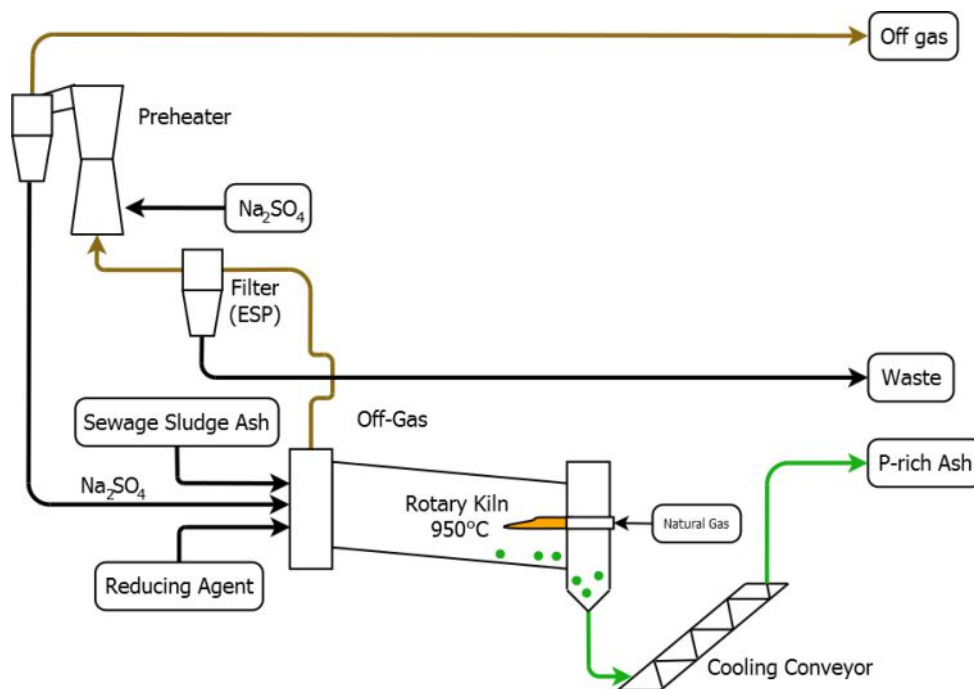 Off gas
Preheater
Na₂SO₄
Filter
(ESP)
Waste
Sewage Sludge Ash
Off-Gas
P-rich Ash
Na₂SO₄
Rotary Kiln
950°C
Natural Gas
Reducing Agent
Cooling Conveyor